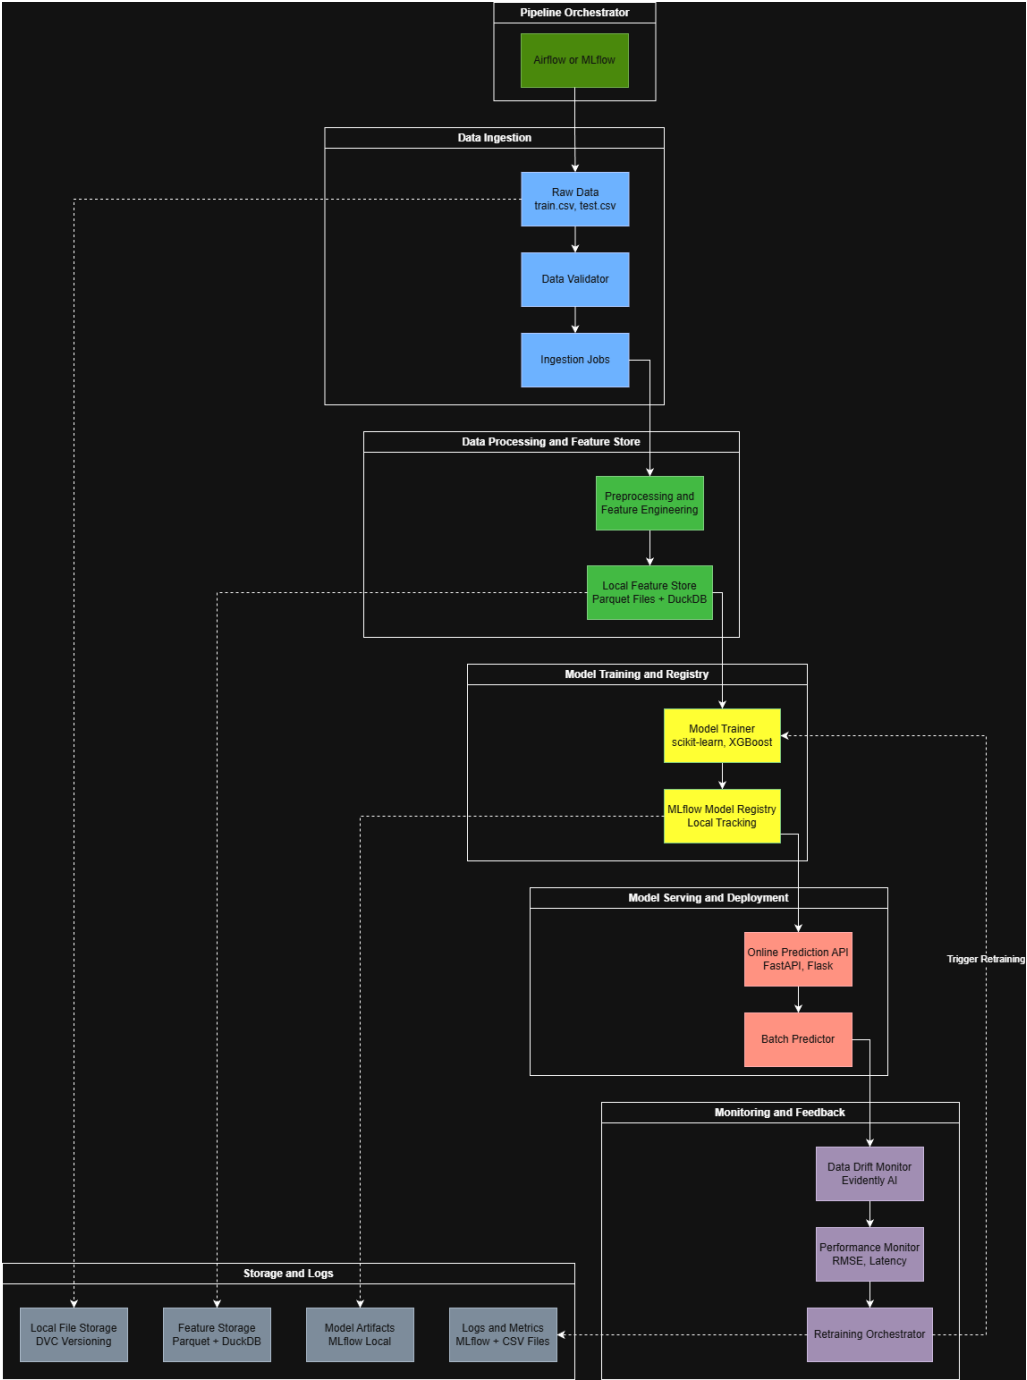 Pipeline Orchestrator
Airflow or MLflow
Data Ingestion
Raw Data
train.csv, test.csv
Data Validator
Ingestion Jobs
Data Processing and Feature Store
Preprocessing and
Feature Engineering
Local Feature Store
Parquet Files + DuckDB
Model Training and Registry
Model Trainer
scikit-learn, XGBoost
MLflow Model Registry
Local Tracking
Model Serving and Deployment
Online Prediction API
FastAPI, Flask
Trigger Retraining
Batch Predictor
Monitoring and Feedback
Data Drift Monitor
Evidently AI
Performance Monitor
RMSE, Latency
Retraining Orchestrator
Storage and Logs
Local File Storage
DVC Versioning
Feature Storage
Parquet + DuckDB
Model Artifacts
MLflow Local
Logs and Metrics
MLflow + CSV Files